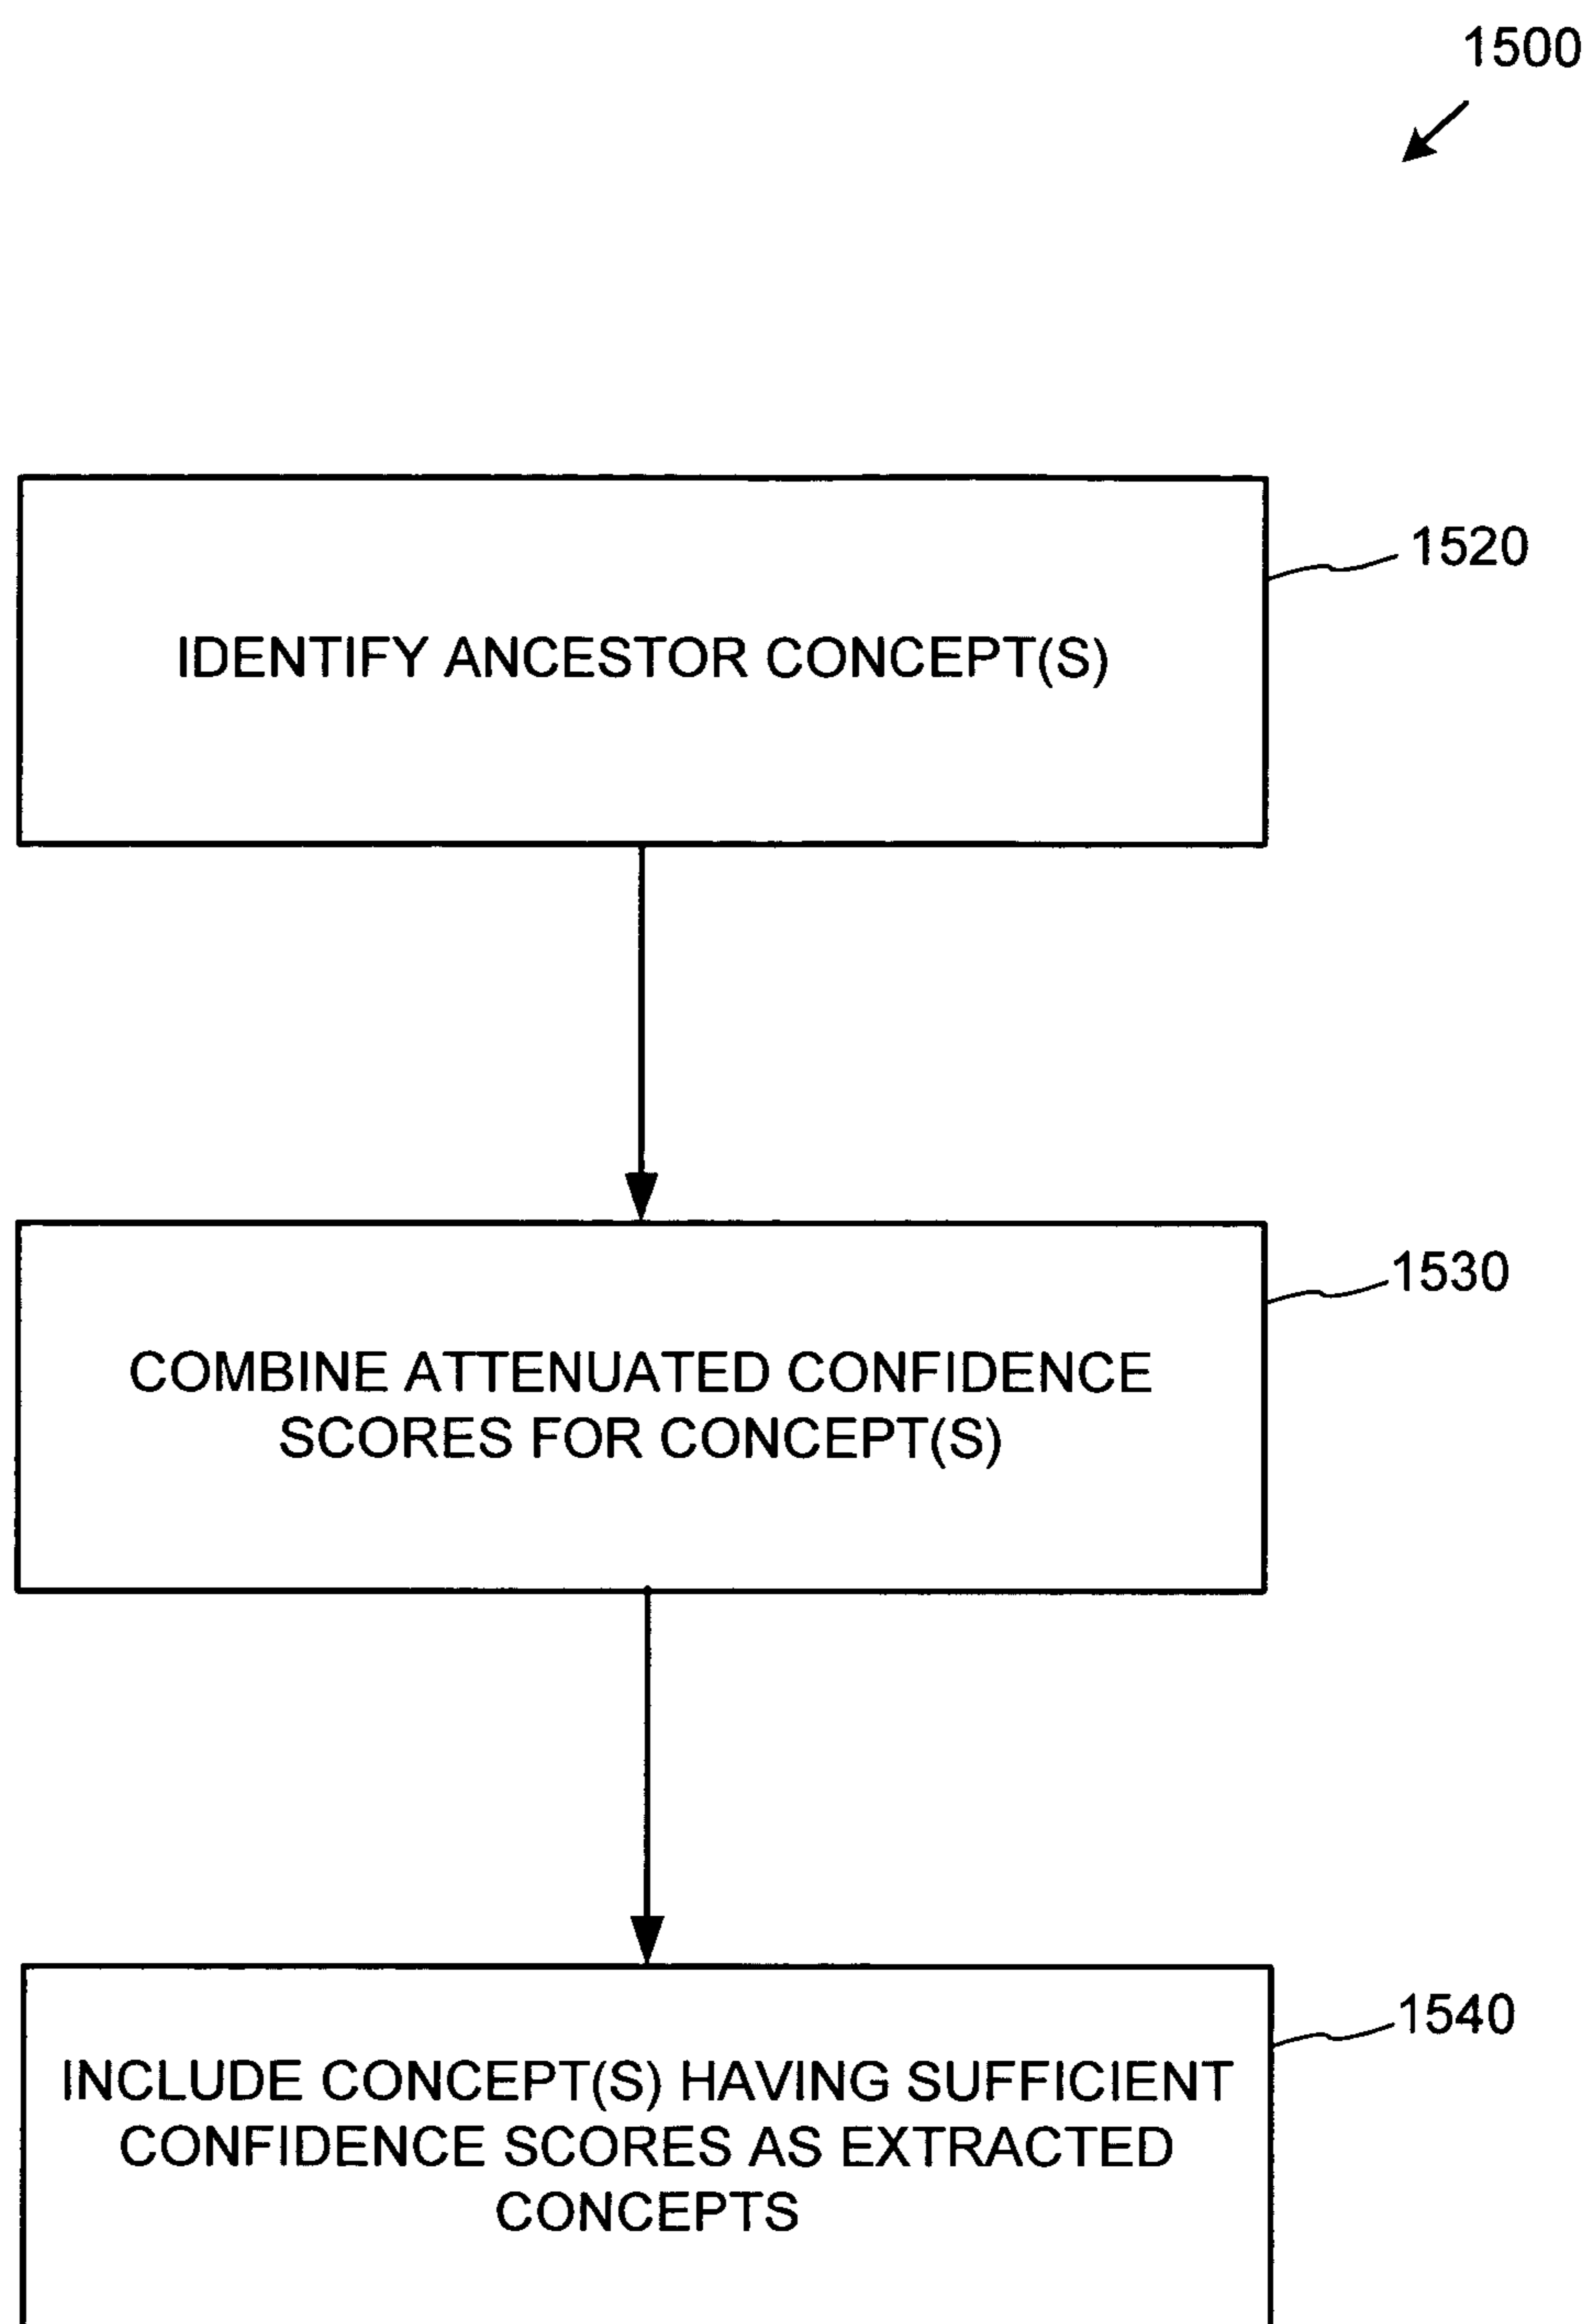 1500
1520
IDENTIFY ANCESTOR CONCEPT(S)
1530
COMBINE ATTENUATED CONFIDENCE
SCORES FOR CONCEPT(S)
1540
INCLUDE CONCEPT(S) HAVING SUFFICIENT
CONFIDENCE SCORES AS EXTRACTED
CONCEPTS